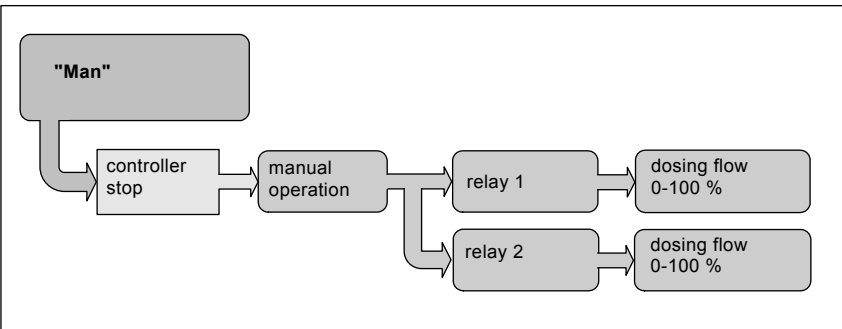 "Man"
controller
stop
manual
operation
relay 1
dosing flow
0-100 %
relay 2
dosing flow
0-100 %